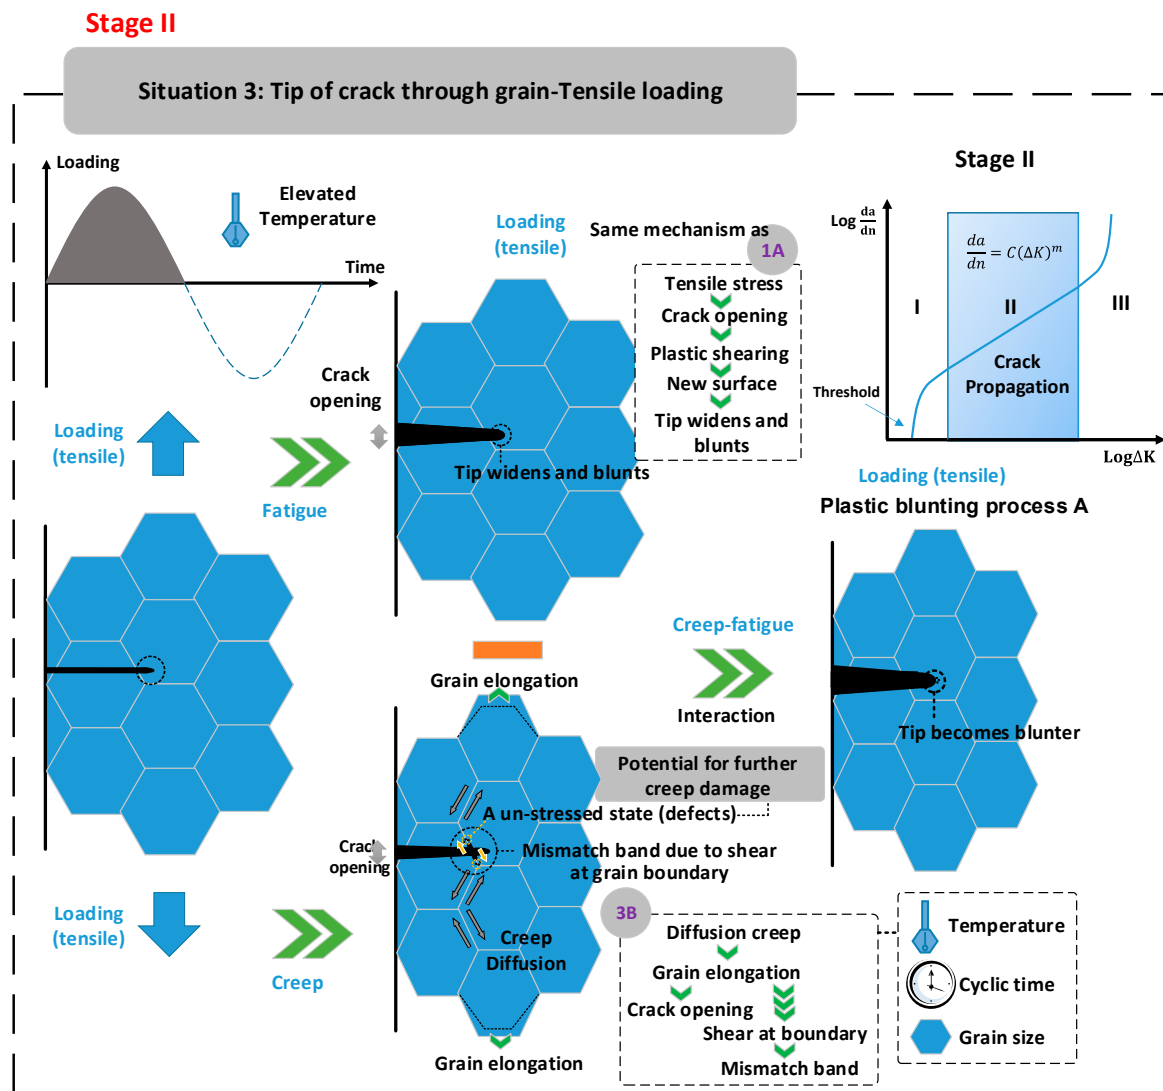 Stage II
Situation 3: Tip of crack through grain-Tensile loading
Loading
Elevated
Temperature
Time
Loading
(tensile)
Same mechanism as
1A
Tensile stress
Crack opening
Plastic shearing
New surface
Tip widens and
blunts
Stage II
Log da/dn
da/dn = C(ΔK)^m
I
II
III
Crack
Propagation
Threshold
LogΔK
Crack
opening
Tip widens and blunts
Loading
(tensile)
Fatigue
Loading (tensile)
Plastic blunting process A
Creep-fatigue
Interaction
Tip becomes blunter
Grain elongation
Potential for further
creep damage
A un-stressed state (defects)
Crack
opening
Mismatch band due to shear
at grain boundary
Creep
Diffusion
Grain elongation
Loading
(tensile)
Creep
3B
Diffusion creep
Grain elongation
Crack opening
Shear at boundary
Mismatch band
Temperature
Cyclic time
Grain size